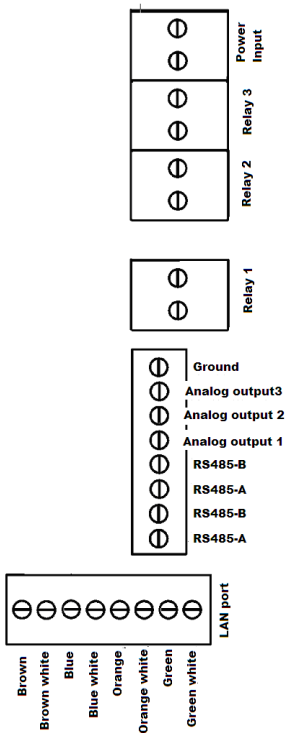 Power
Input
Relay 3
Relay 2
Relay 1
Ground
Analog output3
Analog output 2
Analog output 1
RS485-B
RS485-A
RS485-B
RS485-A
LAN port
Brown
Brown white
Blue
Blue white
Orange
Orange white
Green
Green white